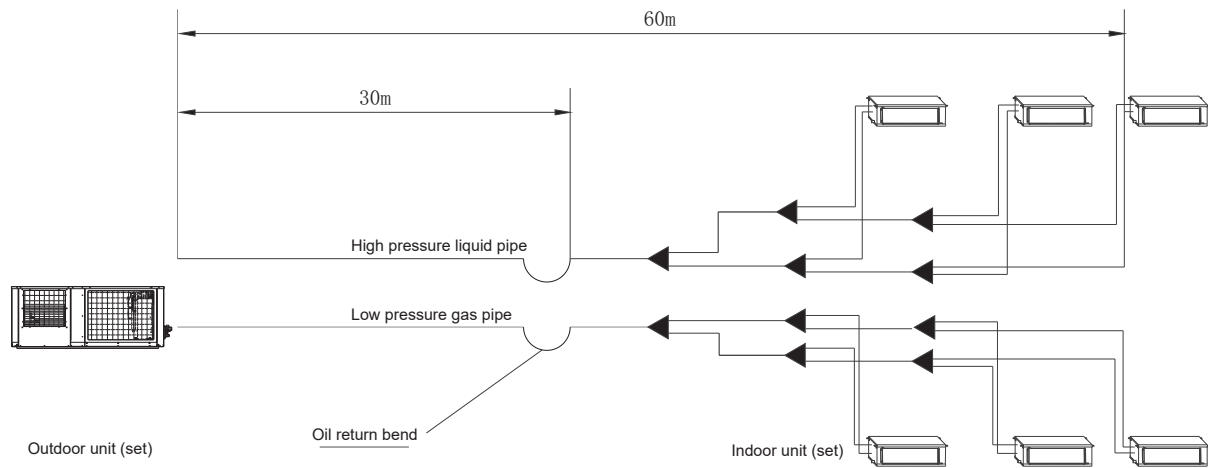 60m
30m
High pressure liquid pipe
Low pressure gas pipe
Oil return bend
Outdoor unit (set)
Indoor unit (set)